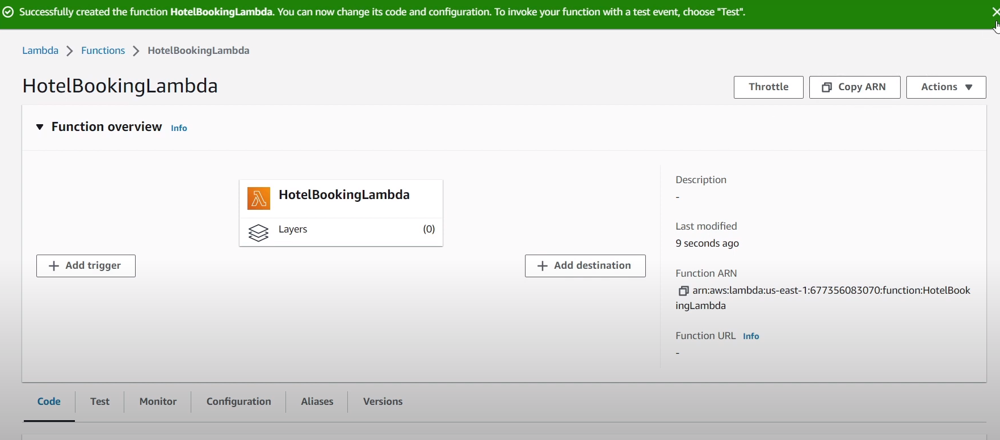 Successfully created the function HotelBookingLambda. You can now change its code and configuration. To invoke your function with a test event, choose "Test".
Lambda > Functions > HotelBookingLambda
HotelBookingLambda
Throttle
Copy ARN
Actions
Function overview Info
HotelBookingLambda
Layers (0)
Add trigger
Add destination
Description
-
Last modified
9 seconds ago
Function ARN
arn:aws:lambda:us-east-1:677356083070:function:HotelBook
ingLambda
Function URL Info
-
Code
Test
Monitor
Configuration
Aliases
Versions